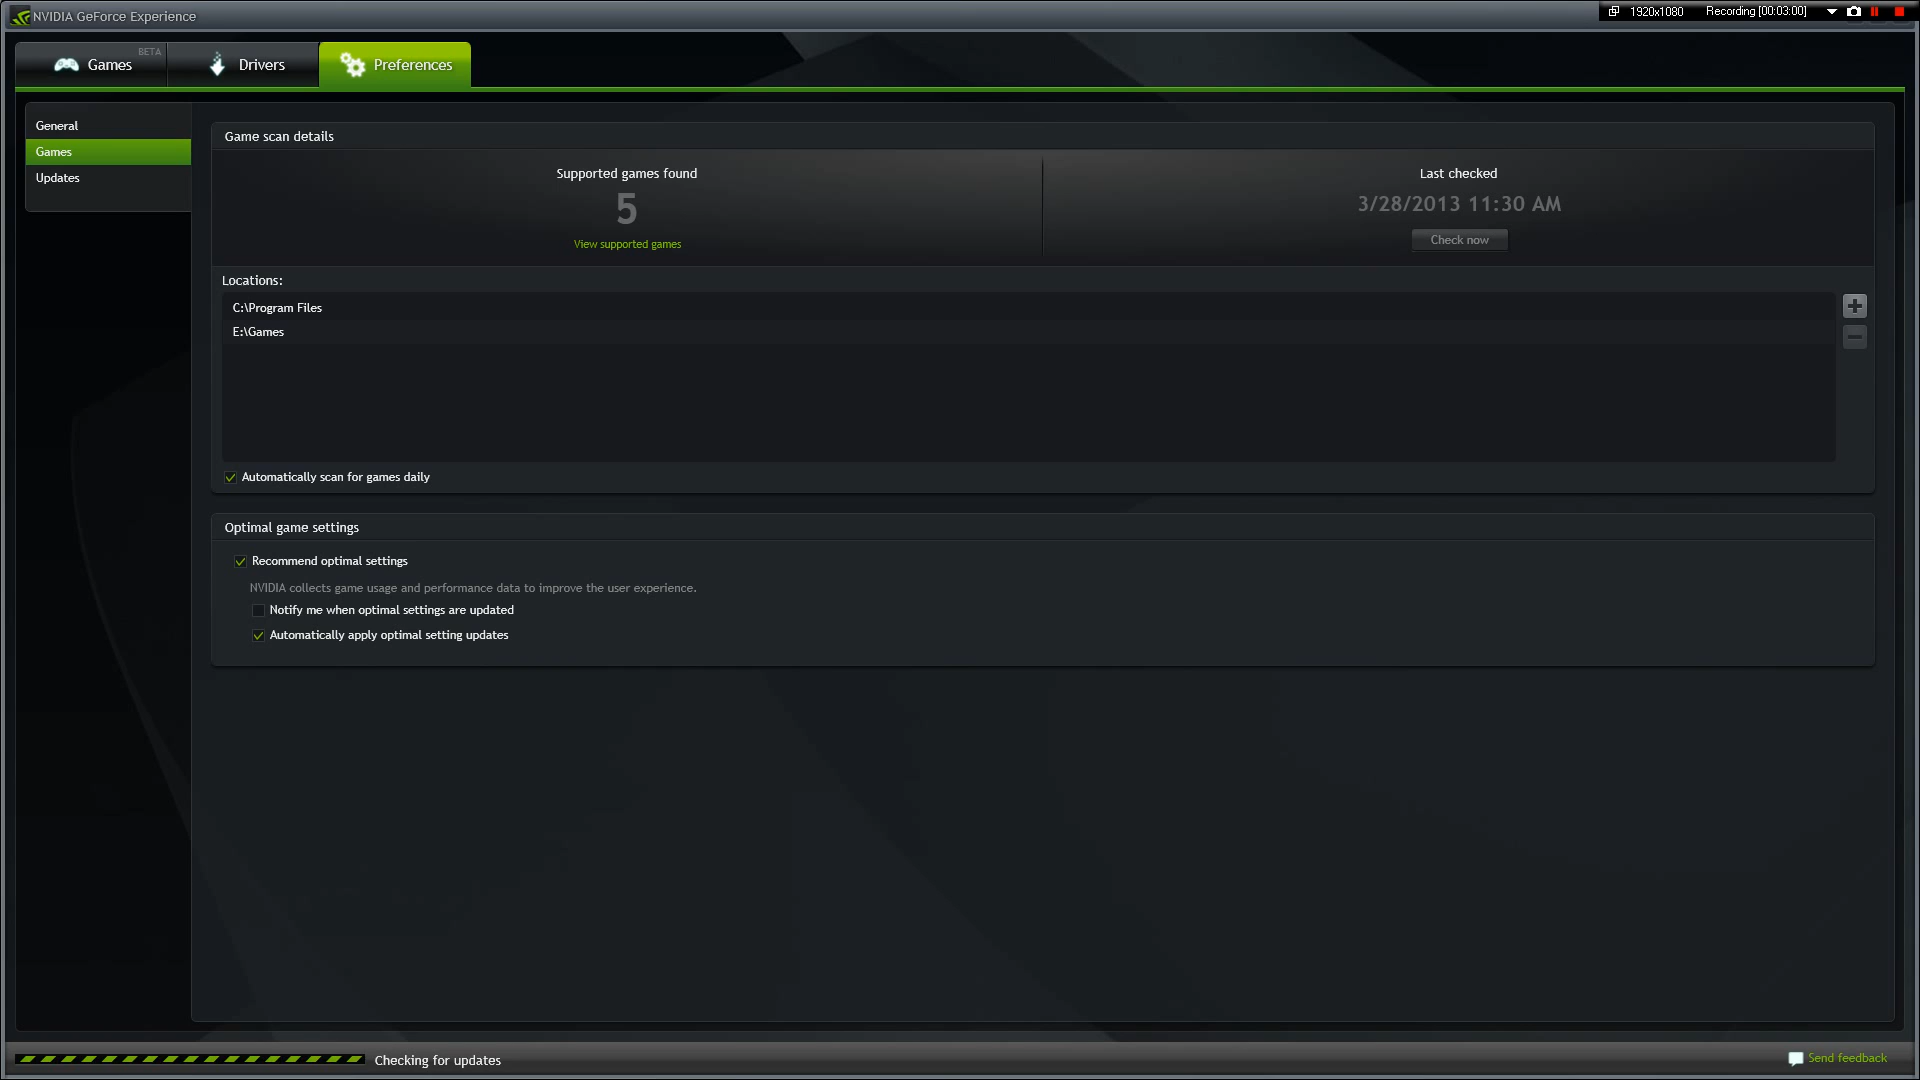 NVIDIA GeForce Experience
1920x1080 Recording [00:03:00]
Games BETA
Drivers
Preferences
General
Games
Updates
Game scan details
Supported games found
5
View supported games
Last checked
3/28/2013 11:30 AM
Check now
Locations:
C:\Program Files
E:\Games
Automatically scan for games daily
Optimal game settings
Recommend optimal settings
NVIDIA collects game usage and performance data to improve the user experience.
Notify me when optimal settings are updated
Automatically apply optimal setting updates
Checking for updates
Send feedback